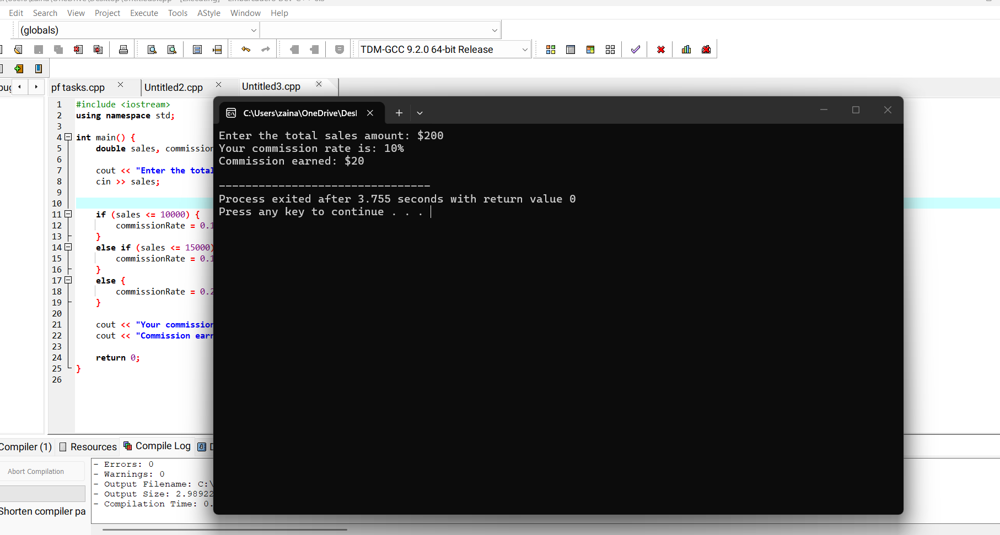 Edit Search View Project Execute Tools AStyle Window Help
(globals)
TDM-GCC 9.2.0 64-bit Release
pf tasks.cpp
Untitled2.cpp
Untitled3.cpp
1 #include <iostream>
2 using namespace std;
3
4 int main() {
5 double sales, commission
6
7 cout << "Enter the total
8 cin >> sales;
9
10
11 if (sales <= 10000) {
12 commissionRate = 0.1
13 }
14 else if (sales <= 15000)
15 commissionRate = 0.1
16 }
17 else {
18 commissionRate = 0.2
19 }
20
21 cout << "Your commission
22 cout << "Commission earn
23
24 return 0;
25 }
26
C:\Users\zaina\OneDrive\Desl
Enter the total sales amount: $200
Your commission rate is: 10%
Commission earned: $20
--------------------------------
Process exited after 3.755 seconds with return value 0
Press any key to continue . . .
Compiler (1) Resources Compile Log
Abort Compilation
Shorten compiler pa
- Errors: 0
- Warnings: 0
- Output Filename: C:\
- Output Size: 2.98922
- Compilation Time: 0.